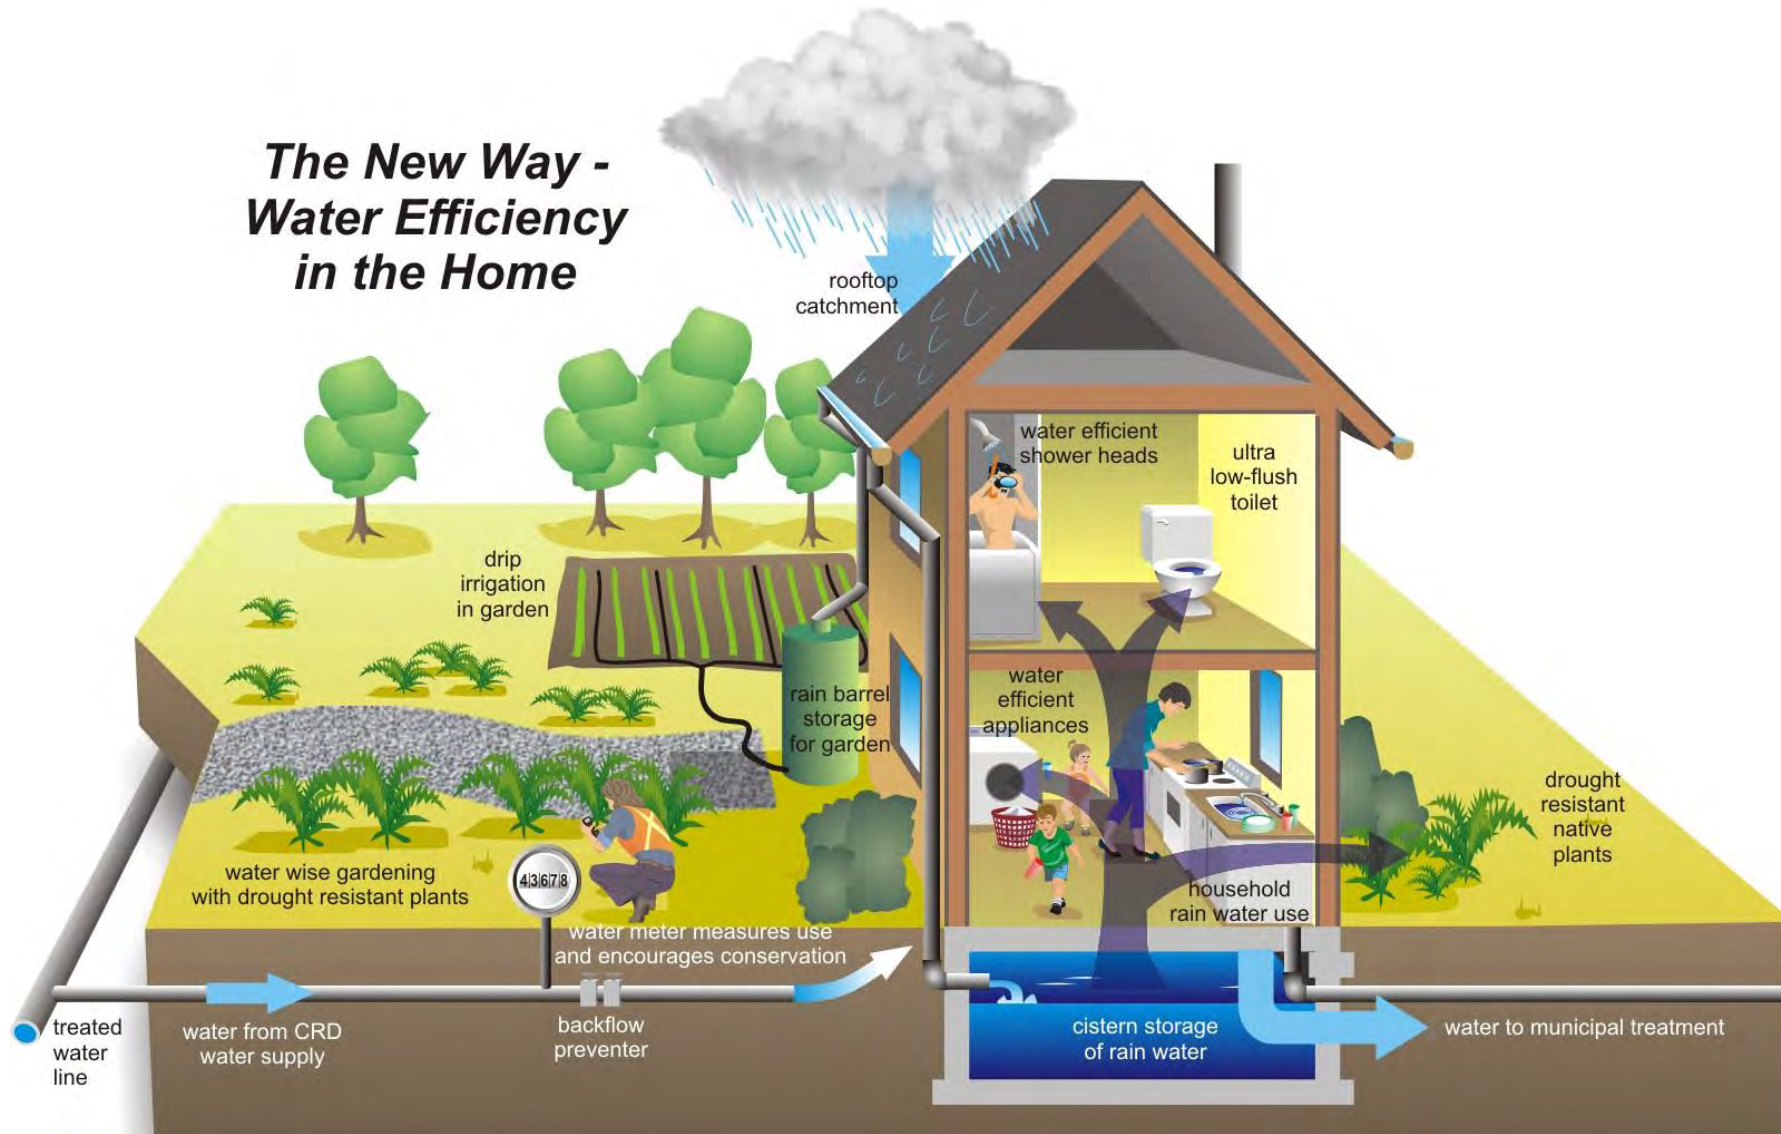 The New Way -
Water Efficiency
in the Home
rooftop
catchment
water efficient
shower heads
ultra
low-flush
toilet
drip
irrigation
in garden
rain barrel
storage
for garden
water
efficient
appliances
drought
resistant
native
plants
water wise gardening
with drought resistant plants
43678
household
rain water use
water meter measures use
and encourages conservation
treated
water
line
water from CRD
water supply
backflow
preventer
cistern storage
of rain water
water to municipal treatment